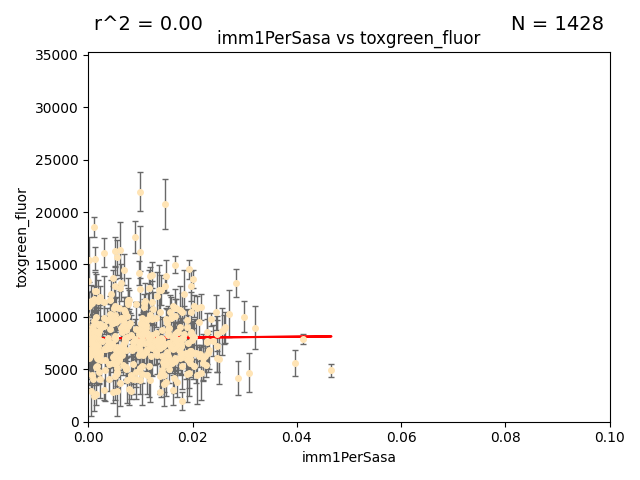 r^2 = 0.00
N = 1428
imm1PerSasa vs toxgreen_fluor
35000
30000
25000
20000
15000
10000
5000
0
toxgreen_fluor
0.00
0.02
0.04
0.06
0.08
0.10
imm1PerSasa